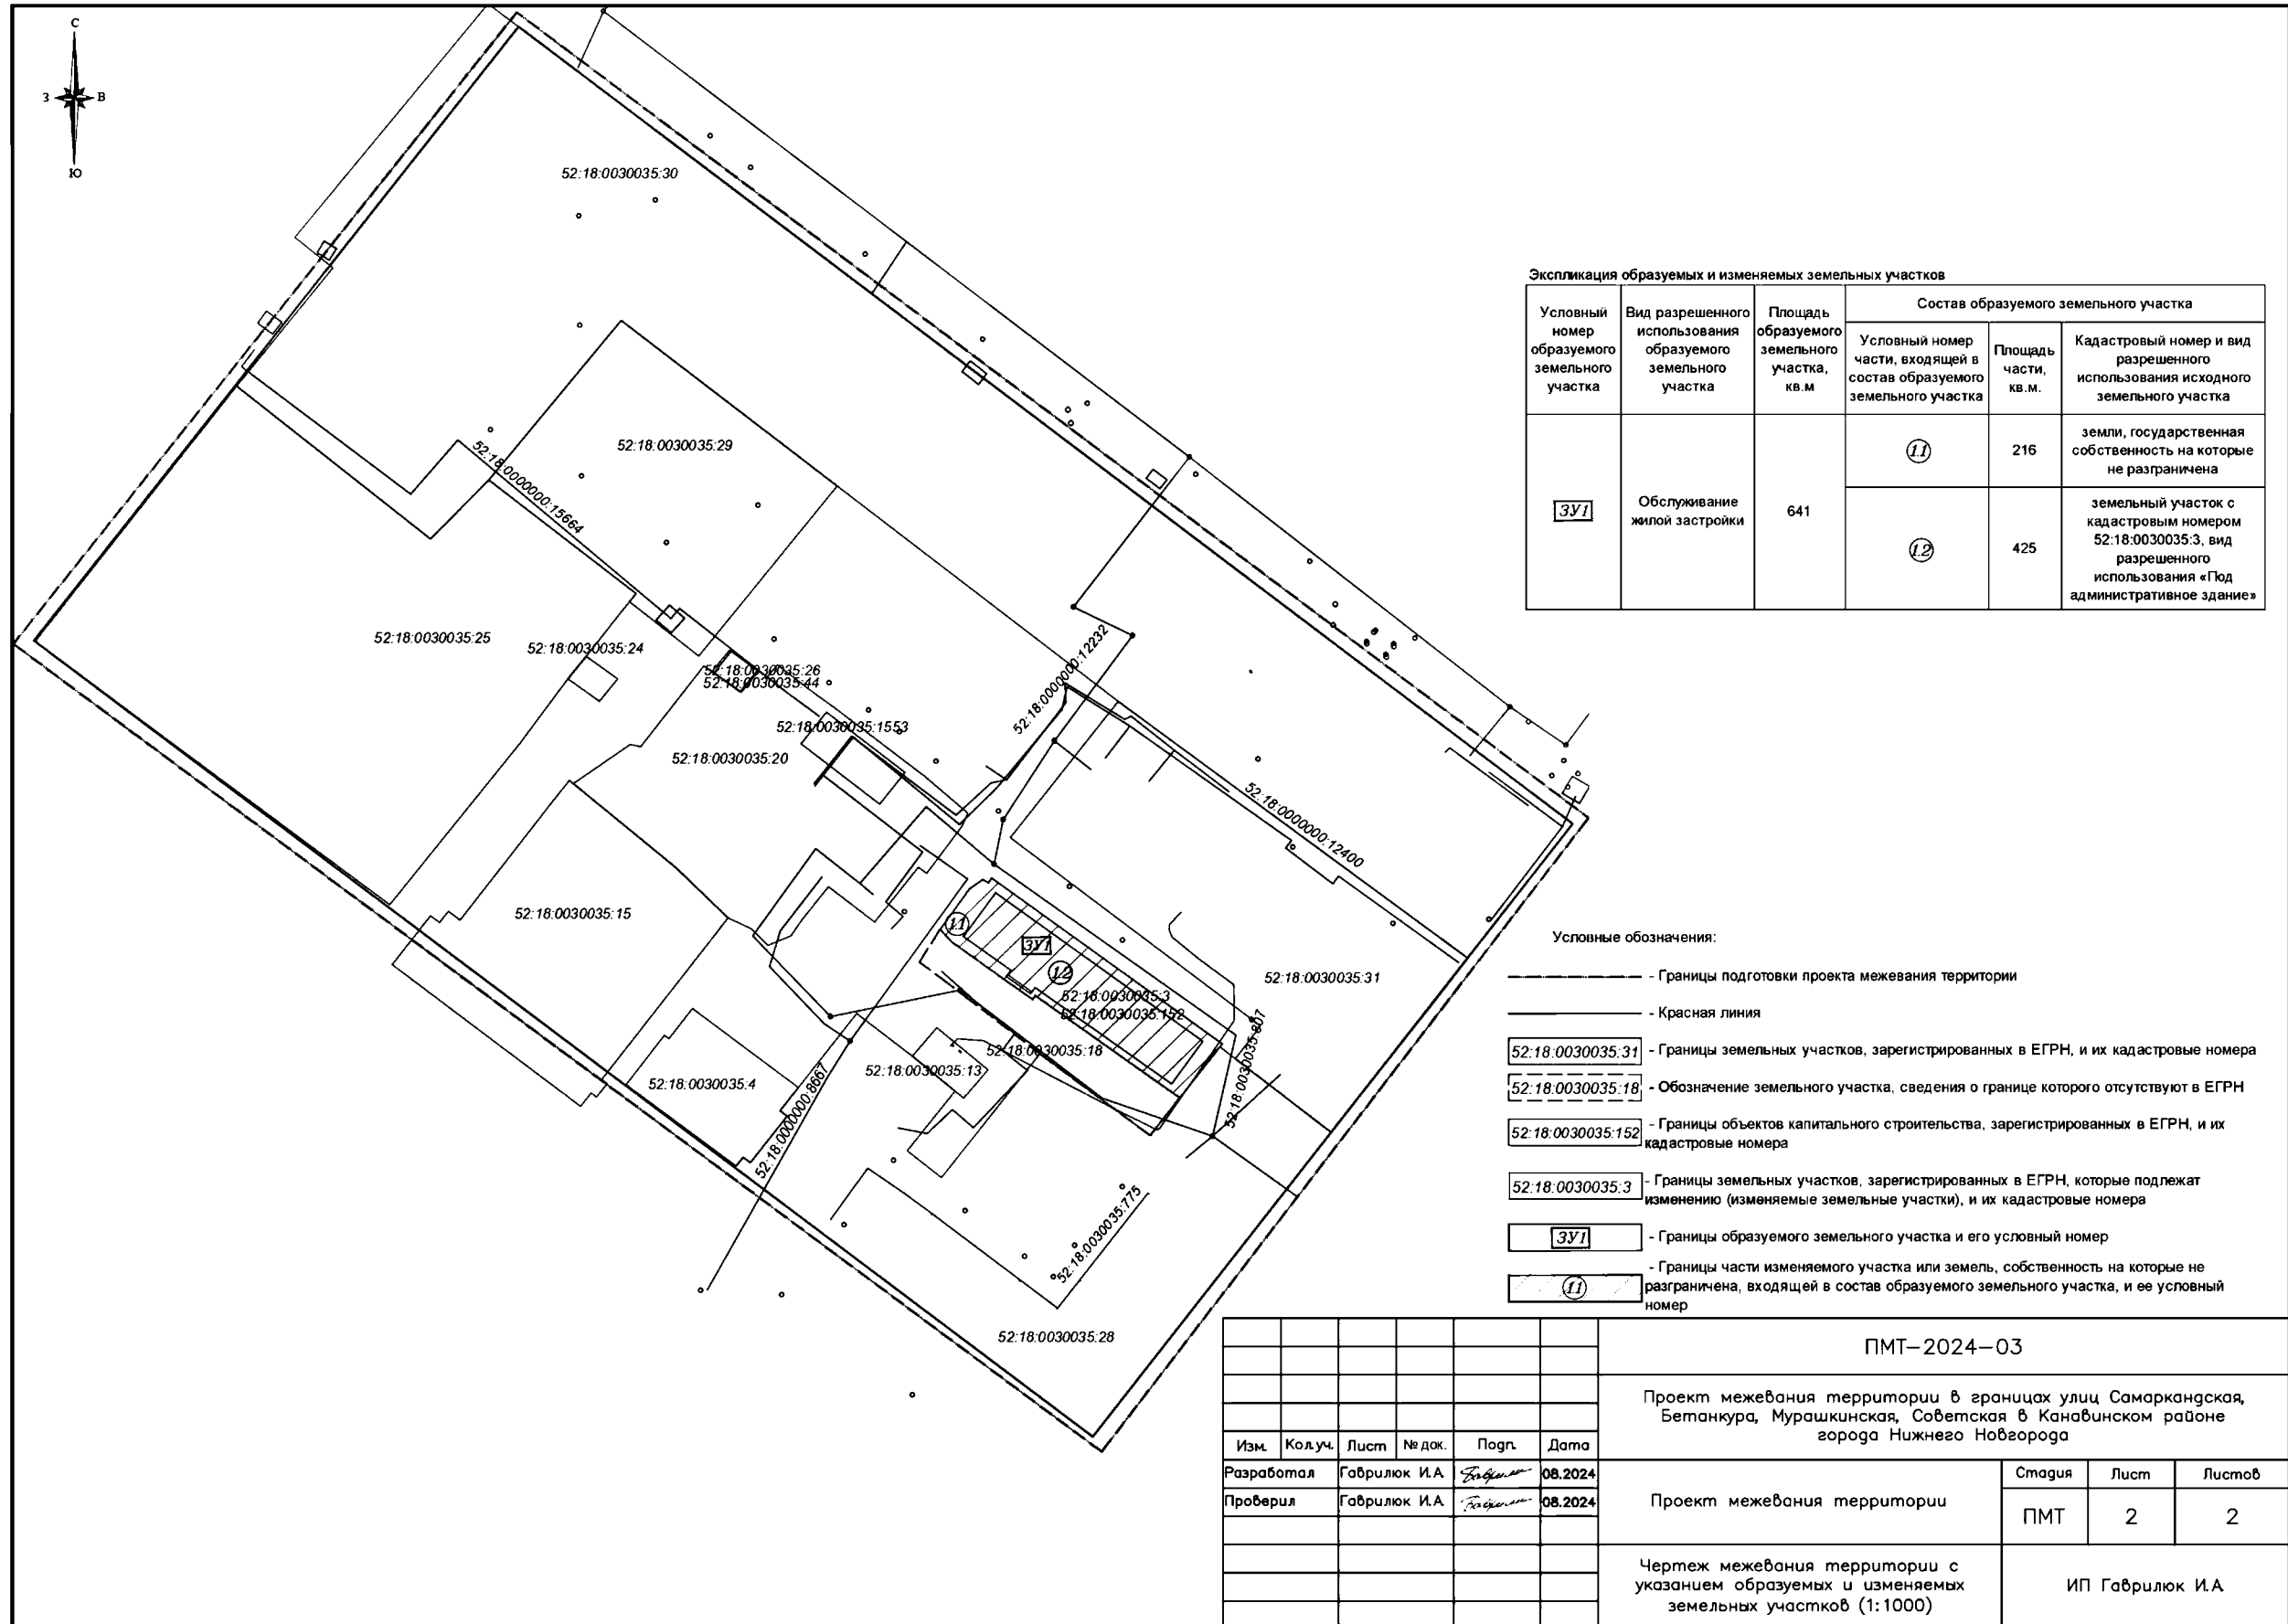 С
З
В
Ю
52:18:0030035:30
52:18:0030035:29
52:18:0000000:15664
52:18:0030035:25
52:18:0030035:24
52:18:0030035:26
52:18:0030035:44
52:18:0030035:1553
52:18:0030035:20
52:18:0000000:12232
52:18:0000000:12400
52:18:0030035:15
1.1
ЗУ1
1.2
52:18:0030035:3
52:18:0030035:152
52:18:0030035:31
52:18:0030035:18
52:18:0030035:807
52:18:0030035:13
52:18:0030035:4
52:18:0000000:8667
52:18:0030035:775
52:18:0030035:28
Экспликация образуемых и изменяемых земельных участков
Условный
номер
образуемого
земельного
участка
Вид разрешенного
использования
образуемого
земельного
участка
Площадь
образуемого
земельного
участка,
кв.м
Состав образуемого земельного участка
Условный номер
части, входящей в
состав образуемого
земельного участка
Площадь
части,
кв.м.
Кадастровый номер и вид
разрешенного
использования исходного
земельного участка
ЗУ1
Обслуживание
жилой застройки
641
1.1
216
земли, государственная
собственность на которые
не разграничена
1.2
425
земельный участок с
кадастровым номером
52:18:0030035:3, вид
разрешенного
использования «Под
административное здание»
Условные обозначения:
- Границы подготовки проекта межевания территории
- Красная линия
52:18:0030035:31 - Границы земельных участков, зарегистрированных в ЕГРН, и их кадастровые номера
52:18:0030035:18 - Обозначение земельного участка, сведения о границе которого отсутствуют в ЕГРН
52:18:0030035:152 - Границы объектов капитального строительства, зарегистрированных в ЕГРН, и их
кадастровые номера
52:18:0030035:3 - Границы земельных участков, зарегистрированных в ЕГРН, которые подлежат
изменению (изменяемые земельные участки), и их кадастровые номера
ЗУ1 - Границы образуемого земельного участка и его условный номер
- Границы части изменяемого участка или земель, собственность на которые не
1.1 разграничена, входящей в состав образуемого земельного участка, и ее условный
номер
ПМТ-2024-03
Проект межевания территории в границах улиц Самаркандская,
Бетанкура, Мурашкинская, Советская в Канавинском районе
города Нижнего Новгорода
Изм. Кол.уч. Лист № док. Подп. Дата
Разработал Гаврилюк И.А. 08.2024
Проверил Гаврилюк И.А. 08.2024
Проект межевания территории
Стадия Лист Листов
ПМТ 2 2
Чертеж межевания территории с
указанием образуемых и изменяемых
земельных участков (1:1000)
ИП Гаврилюк И.А.